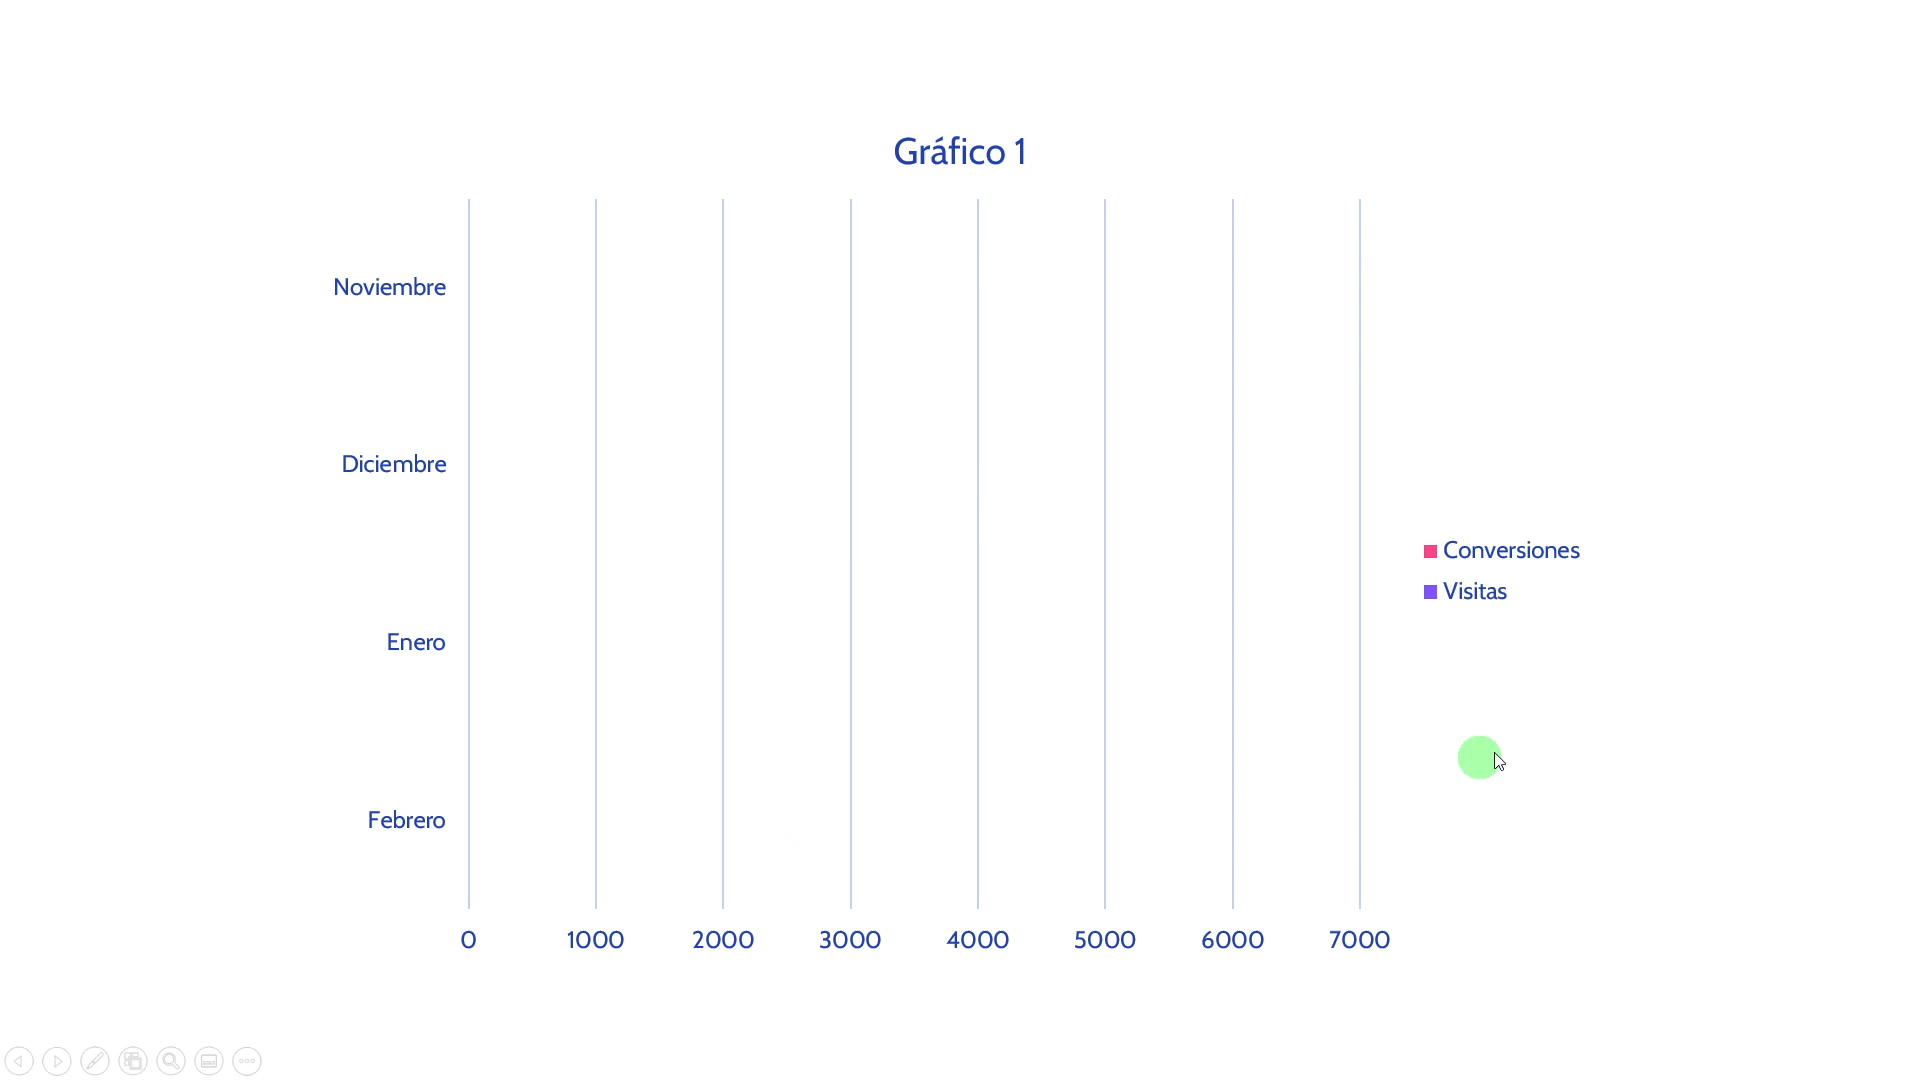 Gráfico 1
Noviembre
Diciembre
Enero
Febrero
0 1000 2000 3000 4000 5000 6000 7000
Conversiones
Visitas